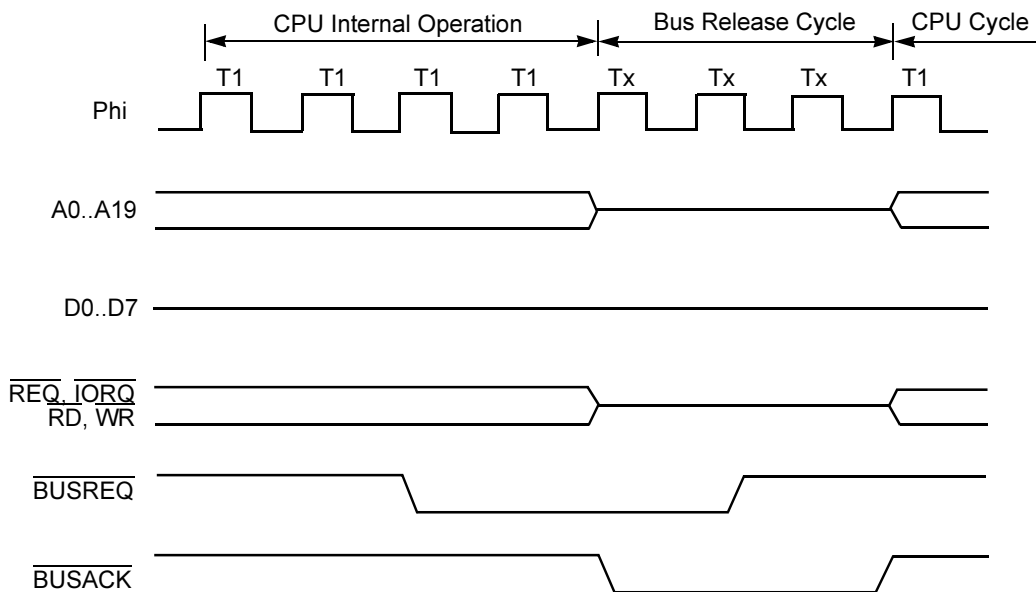 CPU Internal Operation Bus Release Cycle CPU Cycle
T1 T1 T1 T1 Tx Tx Tx T1
Phi
A0..A19
D0..D7
REQ, IORQ
RD, WR
BUSREQ
BUSACK